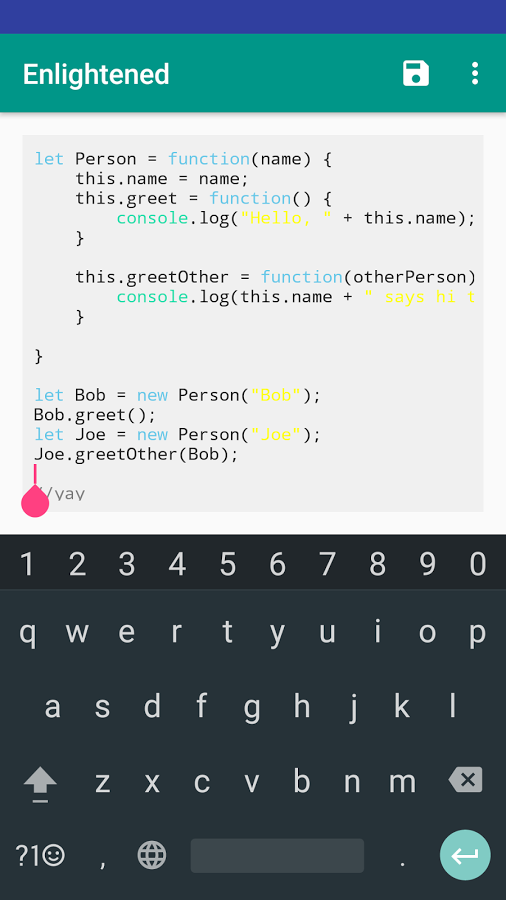 Enlightened
let Person = function(name) {
    this.name = name;
    this.greet = function() {
        console.log("Hello, " + this.name);
    }
    this.greetOther = function(otherPerson)
        console.log(this.name + " says hi t
    }
}
let Bob = new Person("Bob");
Bob.greet();
let Joe = new Person("Joe");
Joe.greetOther(Bob);
//yay
1 2 3 4 5 6 7 8 9 0
q w e r t y u i o p
a s d f g h j k l
z x c v b n m
?1☺ , .